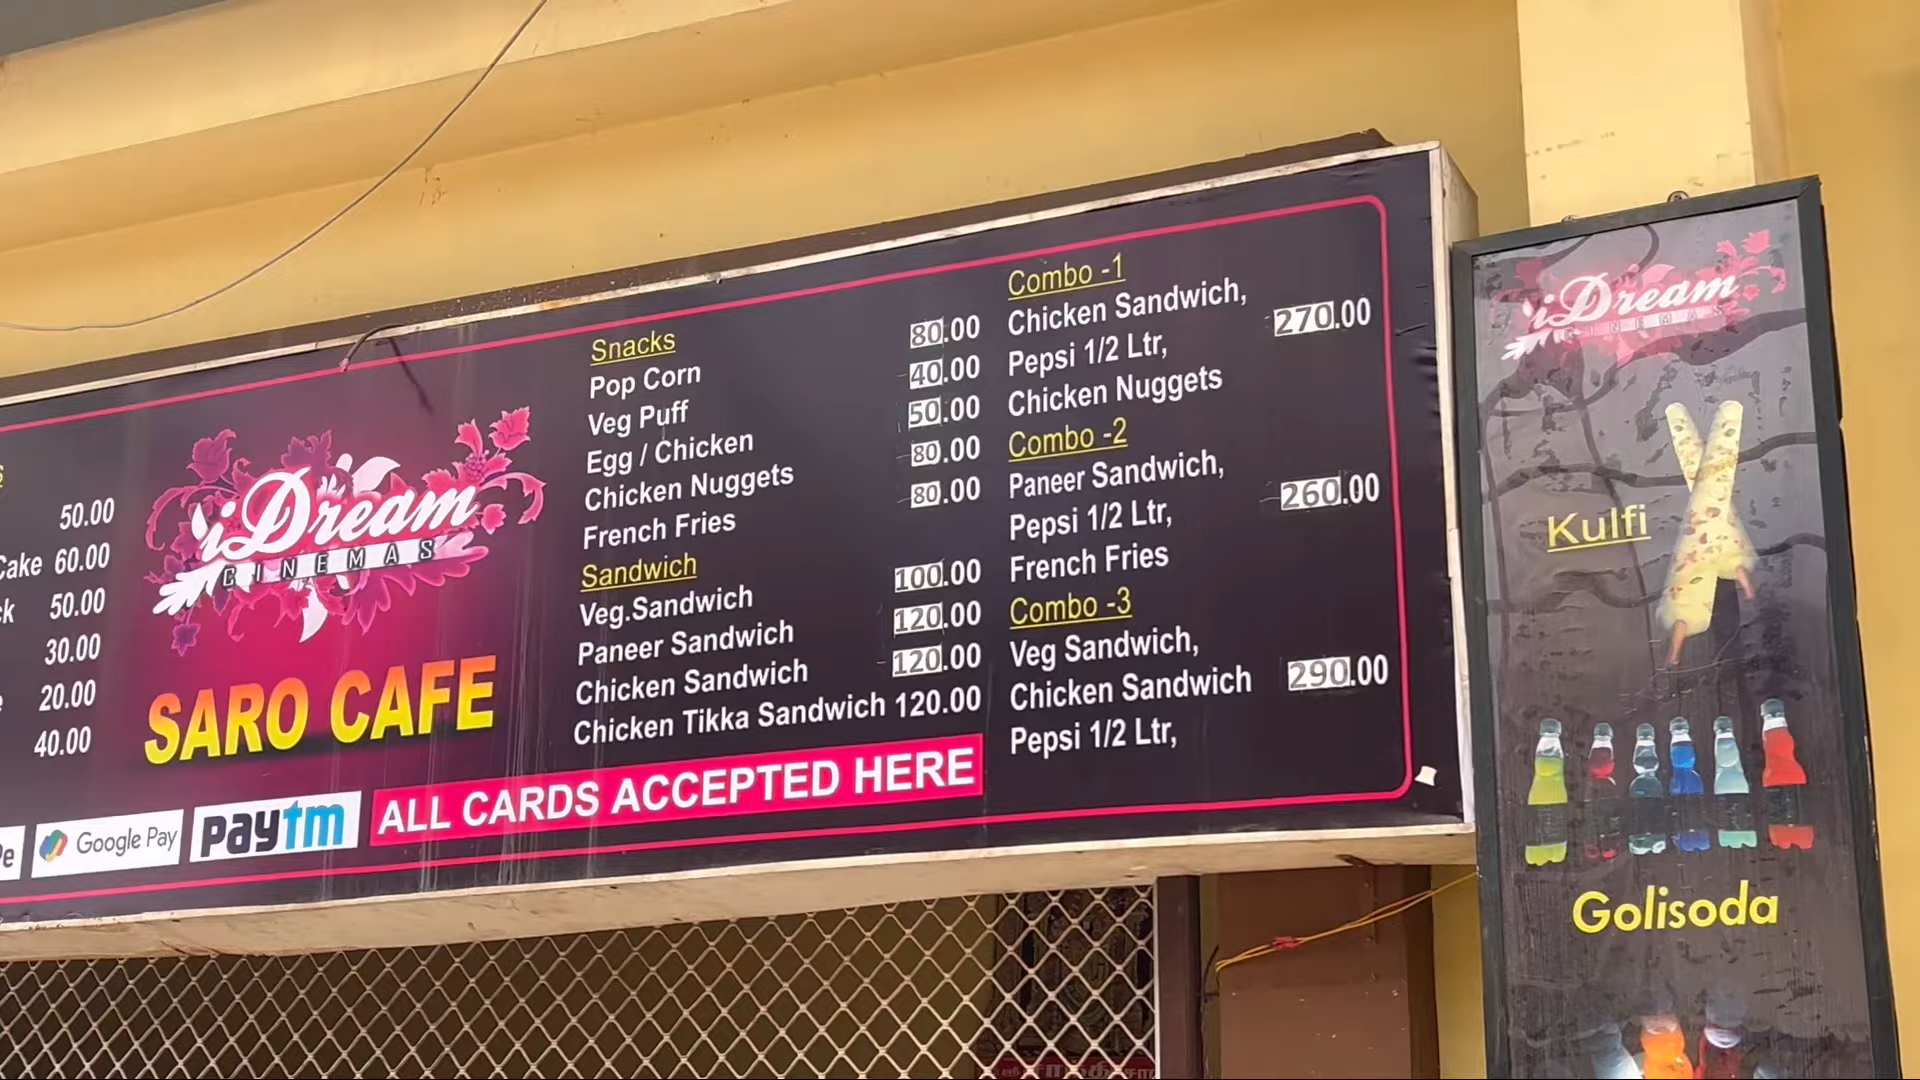 50.00
Cake 60.00
50.00
30.00
20.00
40.00
iDream
CINEMAS
SARO CAFE
Google Pay
paytm
ALL CARDS ACCEPTED HERE
Snacks
Pop Corn 80.00
Veg Puff 40.00
Egg / Chicken 50.00
Chicken Nuggets 80.00
French Fries 80.00
Sandwich
Veg.Sandwich 100.00
Paneer Sandwich 120.00
Chicken Sandwich 120.00
Chicken Tikka Sandwich 120.00
Combo -1
Chicken Sandwich,
Pepsi 1/2 Ltr, 270.00
Chicken Nuggets
Combo -2
Paneer Sandwich,
Pepsi 1/2 Ltr, 260.00
French Fries
Combo -3
Veg Sandwich,
Chicken Sandwich 290.00
Pepsi 1/2 Ltr,
iDream
CINEMAS
Kulfi
Golisoda